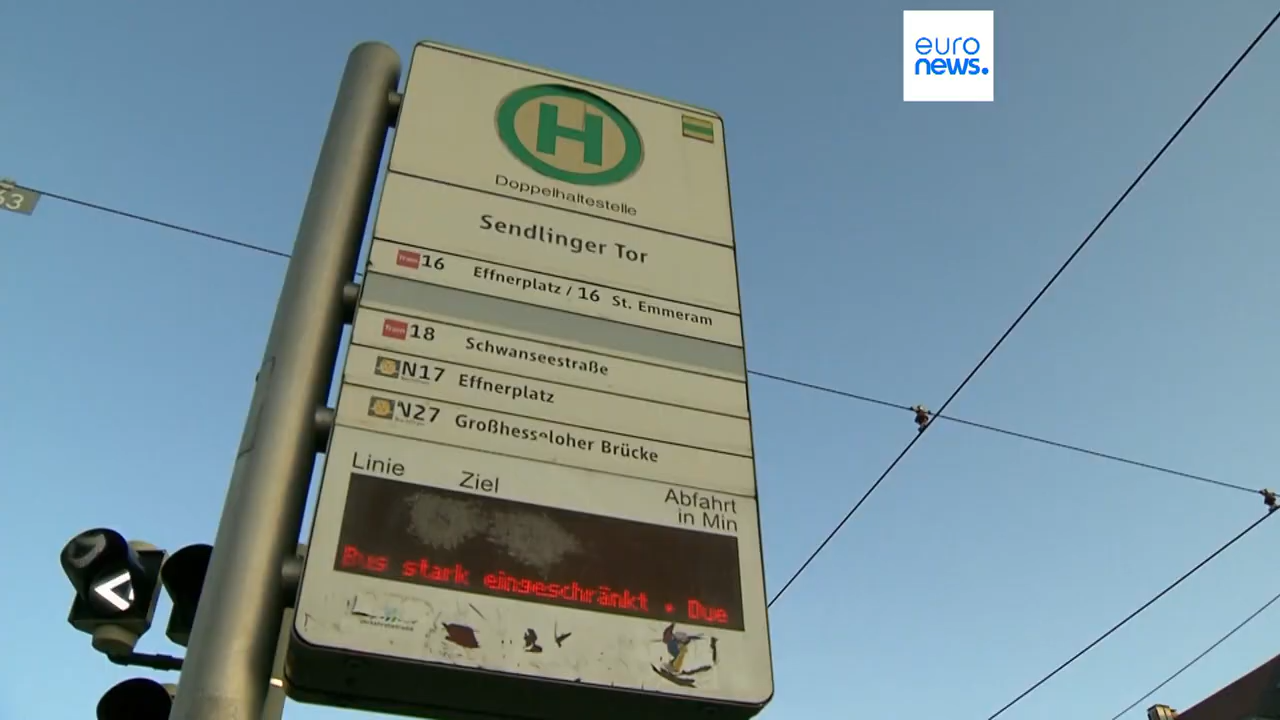 euro
news.
63
H
Doppelhaltestelle
Sendlinger Tor
Tram 16 Effnerplatz / 16 St. Emmeram
Tram 18 Schwanseestraße
N17 Effnerplatz
N27 Großhesseloher Brücke
Linie Ziel Abfahrt
in Min
Bus stark eingeschränkt • Due